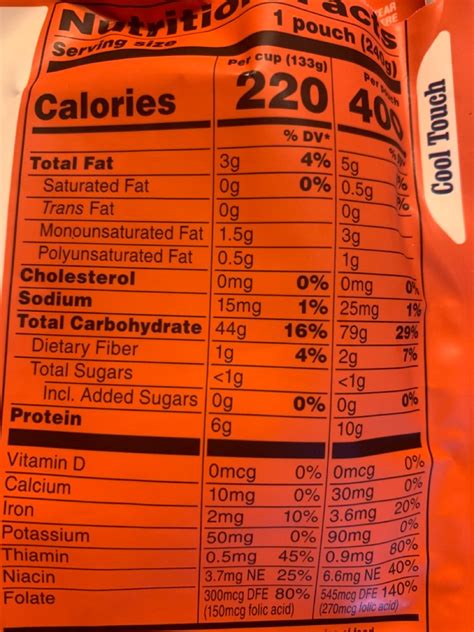 Nutrition Facts
1 pouch (240g)
Serving size
Per cup (133g)
Calories 220 400
% DV*
Total Fat 3g 4% 5g
Saturated Fat 0g 0% 0.5g
Trans Fat 0g 0g
Monounsaturated Fat 1.5g 3g
Polyunsaturated Fat 0.5g 1g
Cholesterol 0mg 0% 0mg 0%
Sodium 15mg 1% 25mg 1%
Total Carbohydrate 44g 16% 79g 29%
Dietary Fiber 1g 4% 2g 7%
Total Sugars <1g <1g
Incl. Added Sugars 0g 0% 0g 0%
Protein 6g 10g
Vitamin D 0mcg 0% 0mcg 0%
Calcium 10mg 0% 30mg 0%
Iron 2mg 10% 3.6mg 20%
Potassium 50mg 0% 90mg 0%
Thiamin 0.5mg 45% 0.9mg 80%
Niacin 3.7mg NE 25% 6.6mg NE 40%
Folate 300mcg DFE 80% 545mcg DFE 140%
(150mcg folic acid) (270mcg folic acid)
Cool Touch